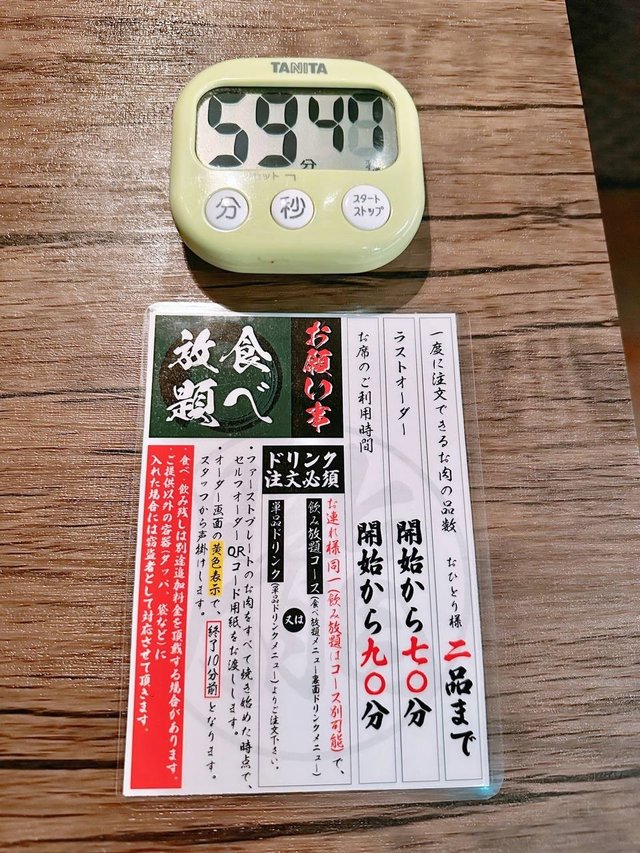 TANITA
59分47秒
リセット
分
秒
スタート
ストップ
一度に注文できるお肉の品数 おひとり様 二品まで
ラストオーダー 開始から七〇分
お席のご利用時間 開始から九〇分
お願い事
食べ
放題
ドリンク
注文必須
お連れ様同一(飲み放題はコース別可能)で、
飲み放題コース(食べ放題メニュー裏面ドリンクメニュー)
又は
単品ドリンク(単品ドリンクメニュー)よりご注文下さい。
・ファーストプレートのお肉をすべて焼き始めた時点で、
セルフオーダーQRコード用紙をお渡しします。
・オーダー画面の黄色表示で、終了10分前となります。
スタッフから声掛けします。
・食べ・飲み残しは別途追加料金を頂戴する場合があります。
・ご提供以外の容器(タッパ、袋など)に
入れた場合には窃盗者として対応させて頂きます。